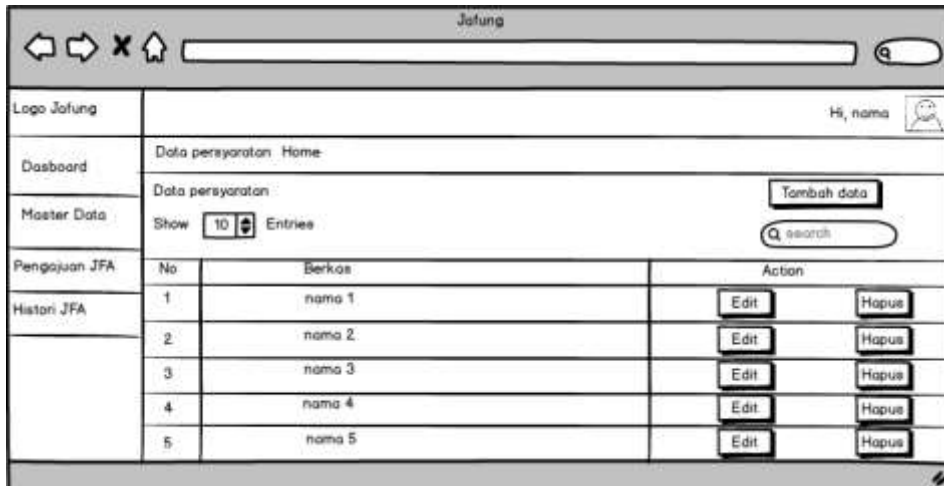 Jafung
Logo Jafung
Hi, nama
Dasboard
Data persyaratan Home
Data persyaratan
Tambah data
Master Data
Show 10 Entries
search
Pengajuan JFA
No Berkas Action
Histori JFA
1 nama 1 Edit Hapus
2 nama 2 Edit Hapus
3 nama 3 Edit Hapus
4 nama 4 Edit Hapus
5 nama 5 Edit Hapus